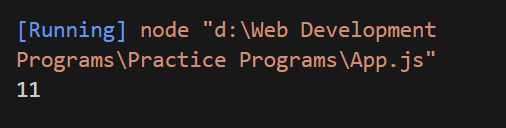 [Running] node "d:\Web Development
Programs\Practice Programs\App.js"
11